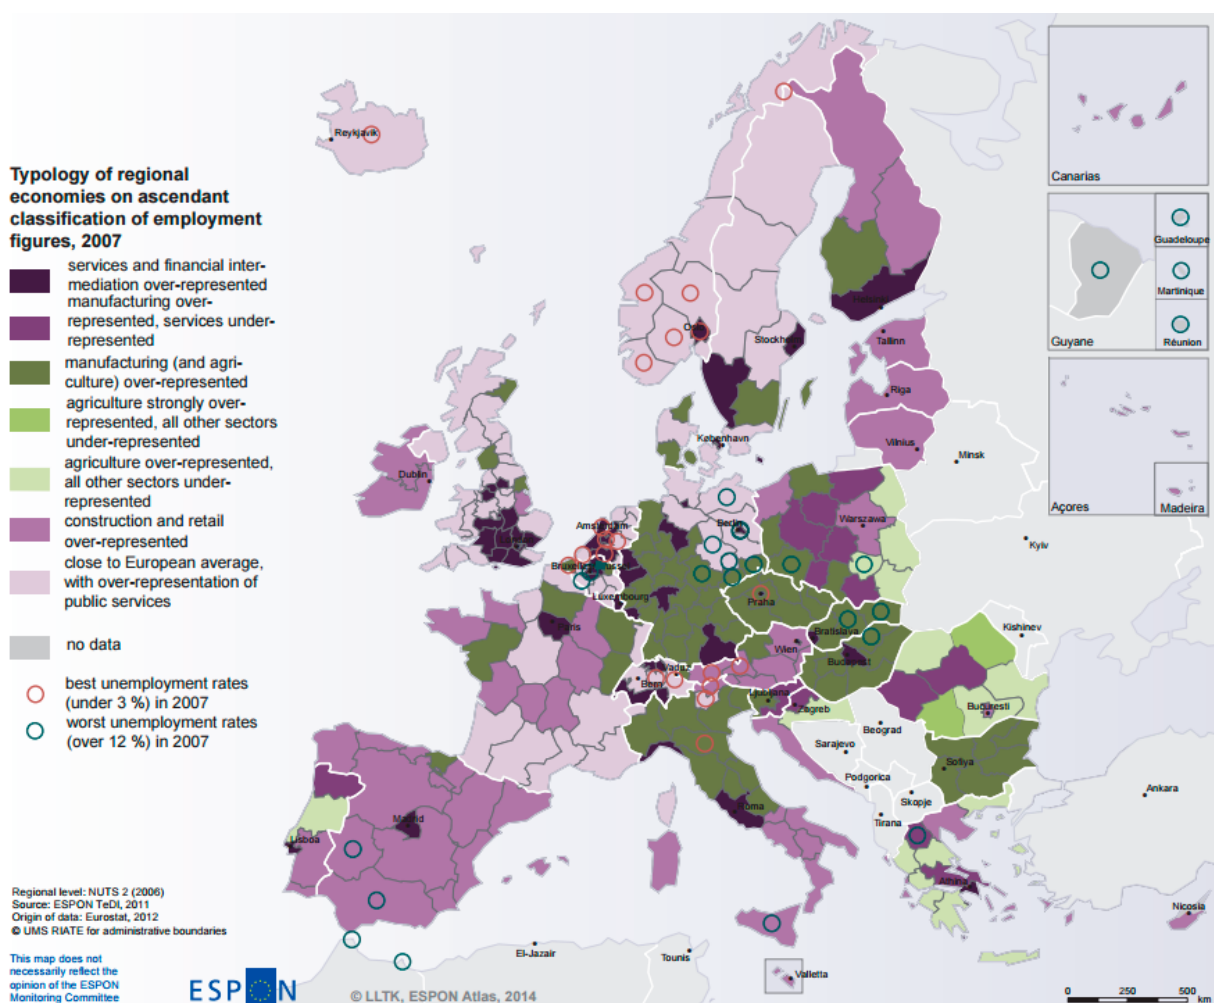 Typology of regional
economies on ascendant
classification of employment
figures, 2007
services and financial inter-
mediation over-represented
manufacturing over-
represented, services under-
represented
manufacturing (and agri-
culture) over-represented
agriculture strongly over-
represented, all other sectors
under-represented
agriculture over-represented,
all other sectors under-
represented
construction and retail
over-represented
close to European average,
with over-representation of
public services
no data
best unemployment rates
(under 3 %) in 2007
worst unemployment rates
(over 12 %) in 2007
Regional level: NUTS 2 (2006)
Source: ESPON TeDI, 2011
Origin of data: Eurostat, 2012
© UMS RIATE for administrative boundaries
This map does not
necessarily reflect the
opinion of the ESPON
Monitoring Committee
ESPON
© LLTK, ESPON Atlas, 2014
Reykjavik
Canarias
Guadeloupe
Martinique
Guyane
Réunion
Açores
Madeira
Helsinki
Oslo
Stockholm
Tallinn
Riga
Vilnius
Minsk
København
Dublin
Amsterdam
Berlin
Warszawa
Kyiv
Luxembourg
Praha
Paris
Kishinev
Bratislava
Wien
Budapest
Vaduz
Bern
Ljubljana
Zagreb
Bucuresti
Beograd
Sarajevo
Sofiya
Podgorica
Skopje
Ankara
Tirana
Roma
Madrid
Lisboa
Athina
Nicosia
El-Jazair
Tounis
Valletta
0 250 500
km